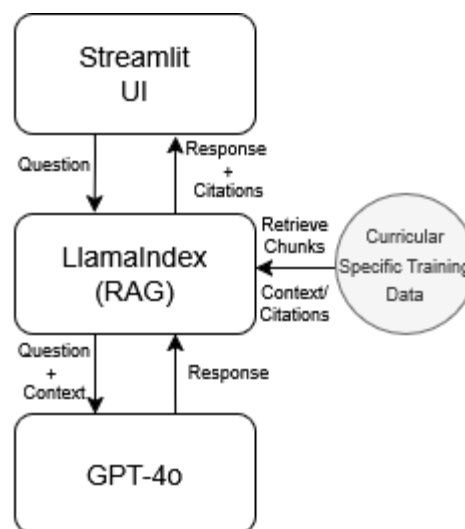 Streamlit
UI
Question
Response
+
Citations
LlamaIndex
(RAG)
Retrieve
Chunks
Context/
Citations
Curricular
Specific Training
Data
Question
+
Context
Response
GPT-4o